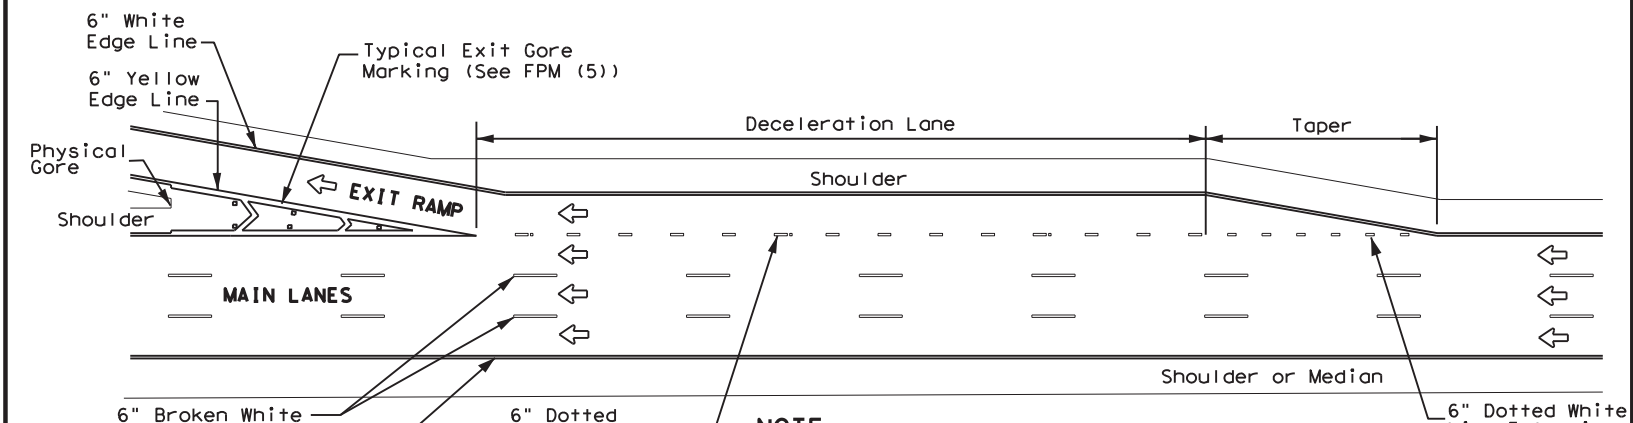 6" White
Edge Line
Typical Exit Gore
Marking (See FPM (5))
6" Yellow
Edge Line
Deceleration Lane
Taper
Physical
Gore
Shoulder
EXIT RAMP
Shoulder
MAIN LANES
Shoulder or Median
6" Broken White
6" Dotted
NOTE
6" Dotted White